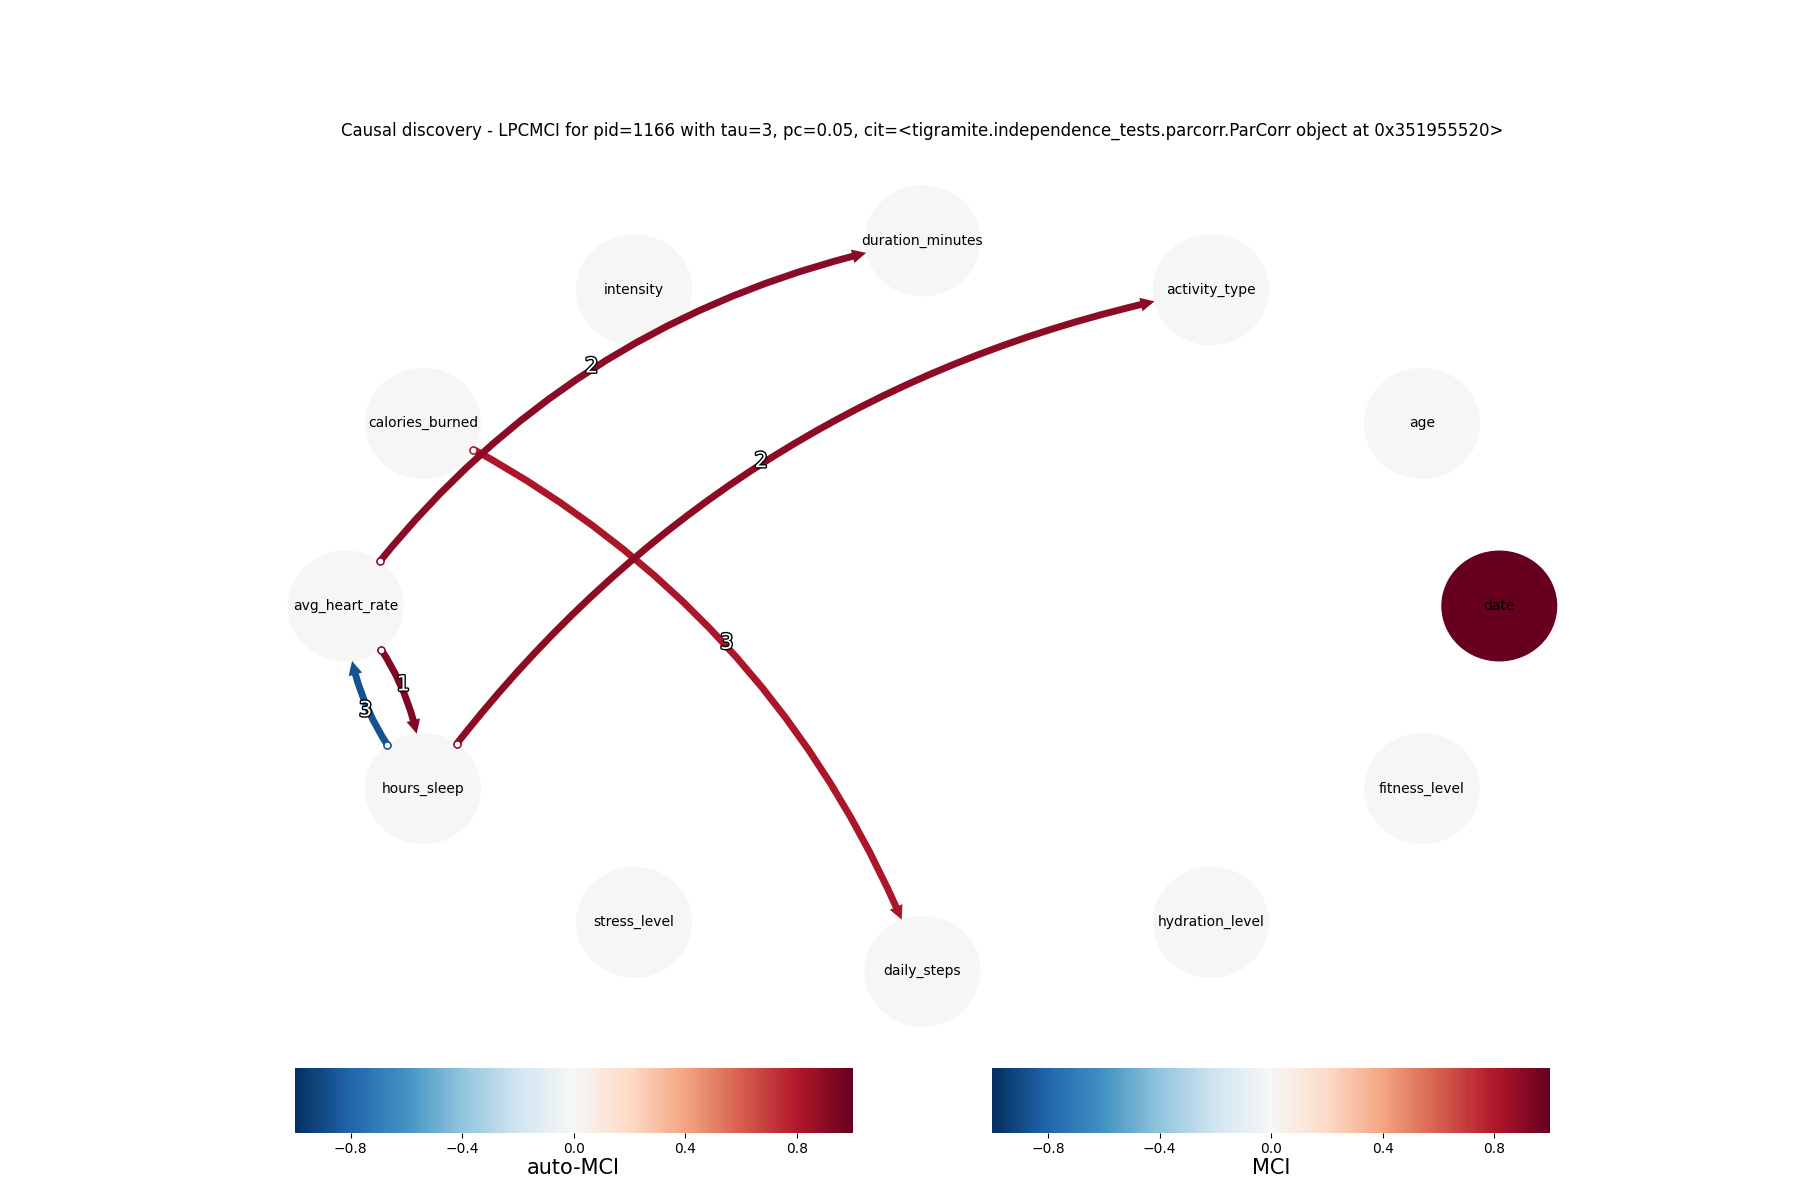 Causal discovery - LPCMCI for pid=1166 with tau=3, pc=0.05, cit=<tigramite.independence_tests.parcorr.ParCorr object at 0x351955520>
duration_minutes
intensity
activity_type
2
calories_burned
age
2
avg_heart_rate
date
3
1
3
hours_sleep
fitness_level
stress_level
hydration_level
daily_steps
−0.8 −0.4 0.0 0.4 0.8
auto-MCI
−0.8 −0.4 0.0 0.4 0.8
MCI